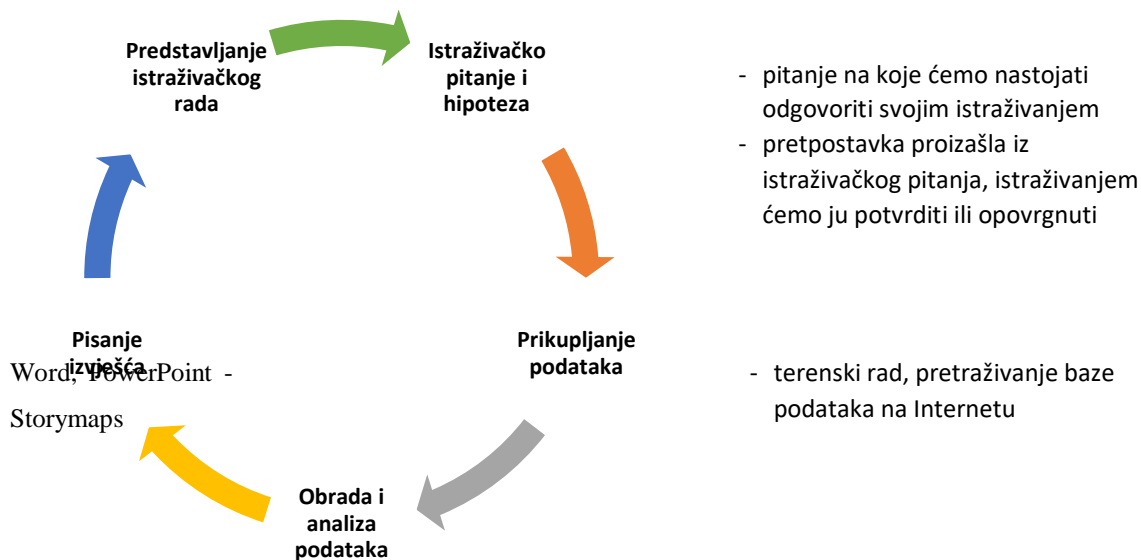 Predstavljanje
istraživačkog
rada
Istraživačko
pitanje i
hipoteza
- pitanje na koje ćemo nastojati
odgovoriti svojim istraživanjem
- pretpostavka proizašla iz
istraživačkog pitanja, istraživanjem
ćemo ju potvrditi ili opovrgnuti
Pisanje
izvješća
Word, PowerPoint -
Storymaps
Prikupljanje
podataka
- terenski rad, pretraživanje baze
podataka na Internetu
Obrada i
analiza
podataka